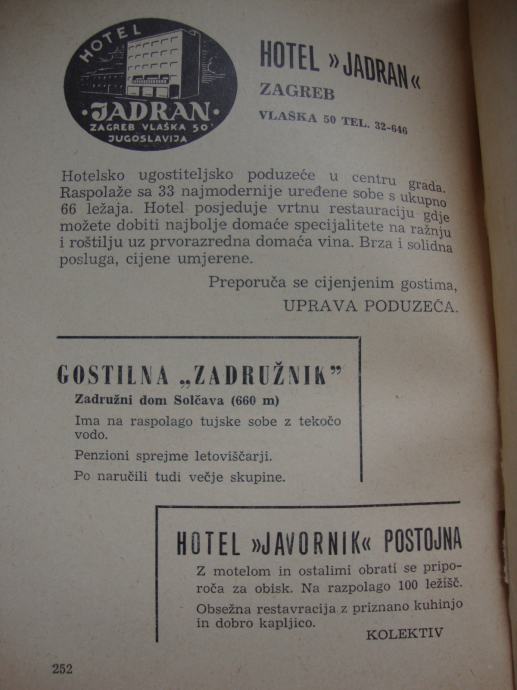 HOTEL
·JADRAN·
ZAGREB VLAŠKA 50
JUGOSLAVIJA
HOTEL »JADRAN«
ZAGREB
VLAŠKA 50 TEL. 32-646
Hotelsko ugostiteljsko poduzeće u centru grada.
Raspolaže sa 33 najmodernije uređene sobe s ukupno
66 ležaja. Hotel posjeduje vrtnu restauraciju gdje
možete dobiti najbolje domaće specijalitete na ražnju
i roštilju uz prvorazredna domaća vina. Brza i solidna
posluga, cijene umjerene.
Preporuča se cijenjenim gostima,
UPRAVA PODUZEĆA.
GOSTILNA „ZADRUŽNIK"
Zadružni dom Solčava (660 m)
Ima na raspolago tujske sobe z tekočo
vodo.
Penzioni sprejme letoviščarji.
Po naručili tudi večje skupine.
HOTEL »JAVORNIK« POSTOJNA
Z motelom in ostalimi obrati se pripo-
roča za obisk. Na razpolago 100 ležišč.
Obsežna restavracija z priznano kuhinjo
in dobro kapljico.
KOLEKTIV
252